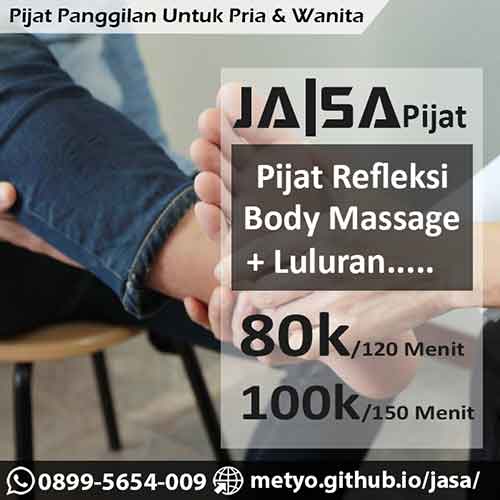 Pijat Panggilan Untuk Pria & Wanita
JA|SA Pijat
Pijat Refleksi
Body Massage
+ Luluran.....
80k/120 Menit
100k/150 Menit
0899-5654-009 metyo.github.io/jasa/